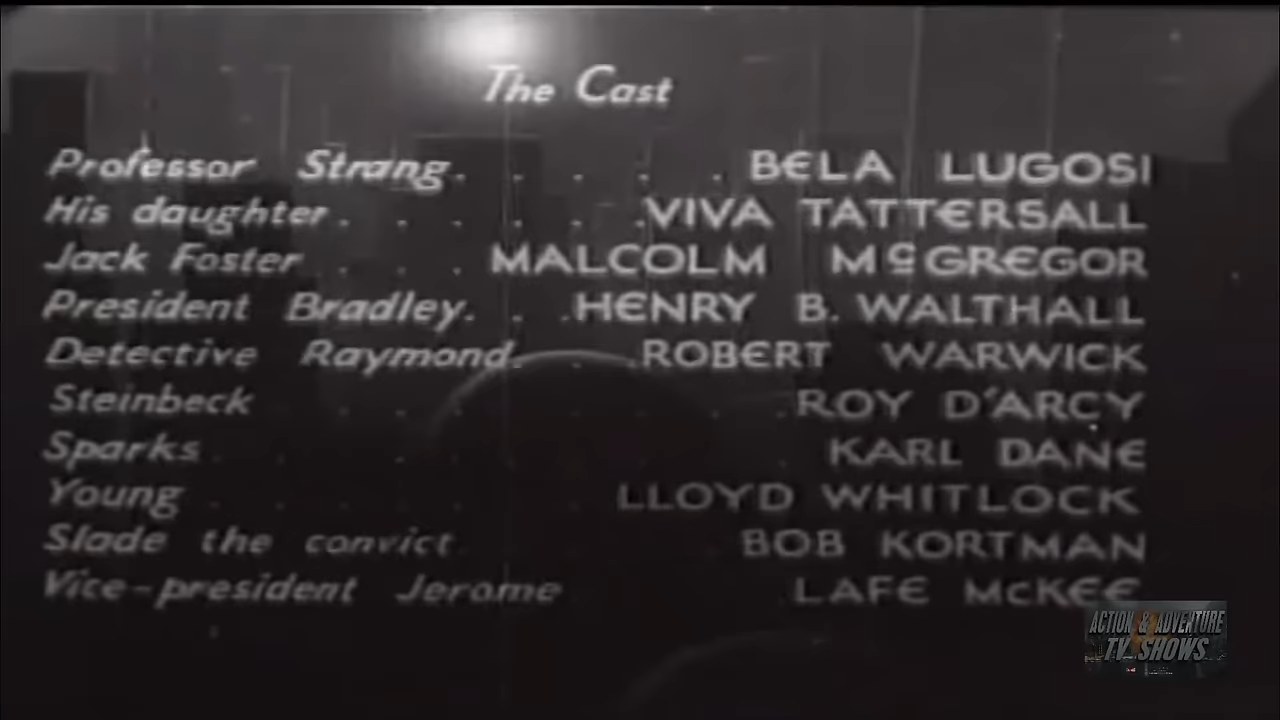 The Cast
Professor Strang. . . . . . BELA LUGOSI
His daughter. . . . . . .VIVA TATTERSALL
Jack Foster . . . MALCOLM McGREGOR
President Bradley. . .HENRY B. WALTHALL
Detective Raymond. . .ROBERT WARWICK
Steinbeck . . . . . . . . .ROY D'ARCY
Sparks . . . . . . . . . . KARL DANE
Young . . . . . . . LLOYD WHITLOCK
Slade the convict. BOB KORTMAN
Vice-president Jerome LAFE McKEE
ACTION & ADVENTURE
TV SHOWS